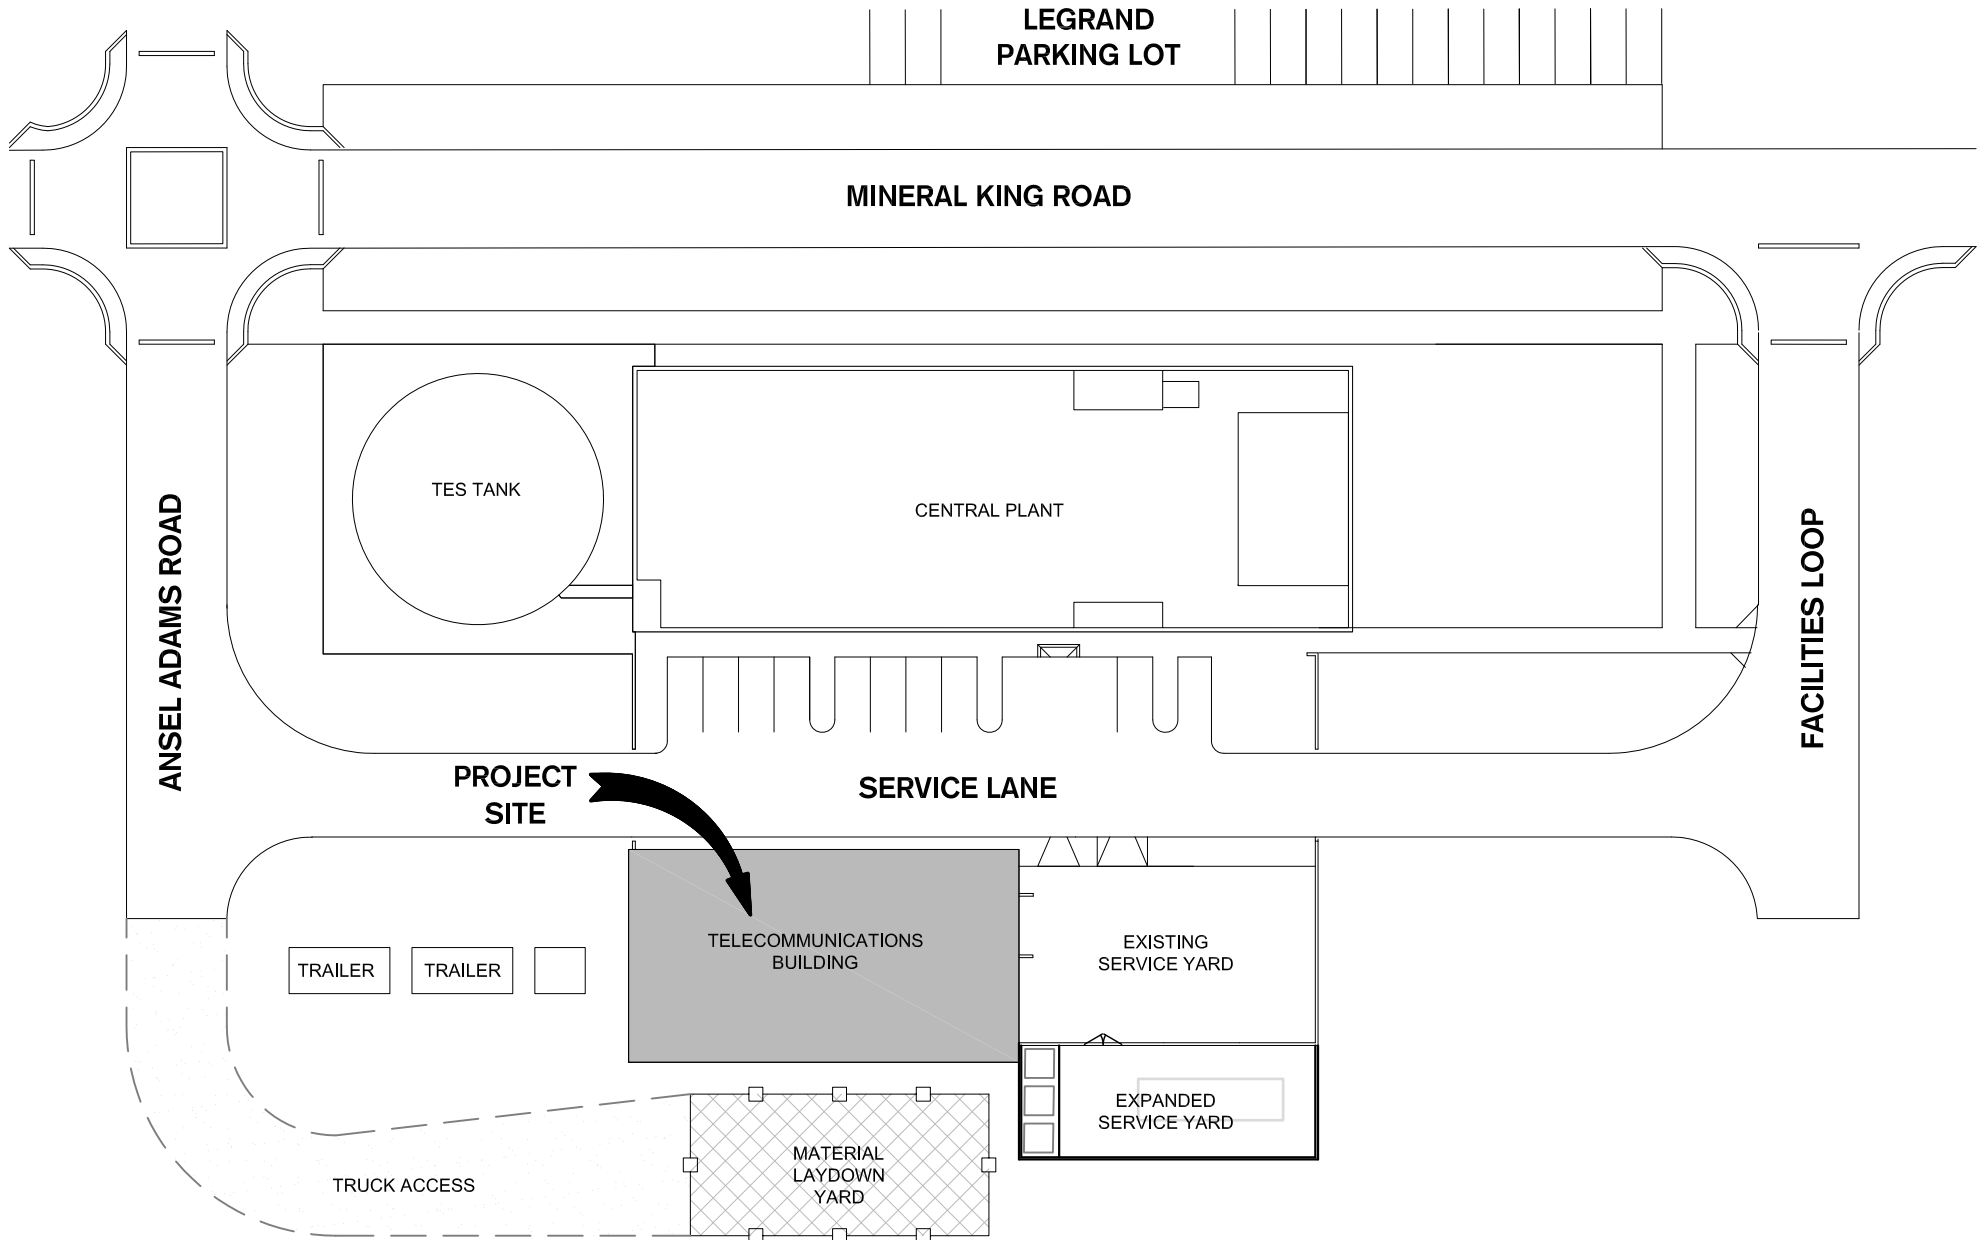 LEGRAND
PARKING LOT
MINERAL KING ROAD
TES TANK
CENTRAL PLANT
ANSEL ADAMS ROAD
FACILITIES LOOP
PROJECT
SITE
SERVICE LANE
TELECOMMUNICATIONS
BUILDING
EXISTING
SERVICE YARD
TRAILER
TRAILER
EXPANDED
SERVICE YARD
MATERIAL
LAYDOWN
YARD
TRUCK ACCESS